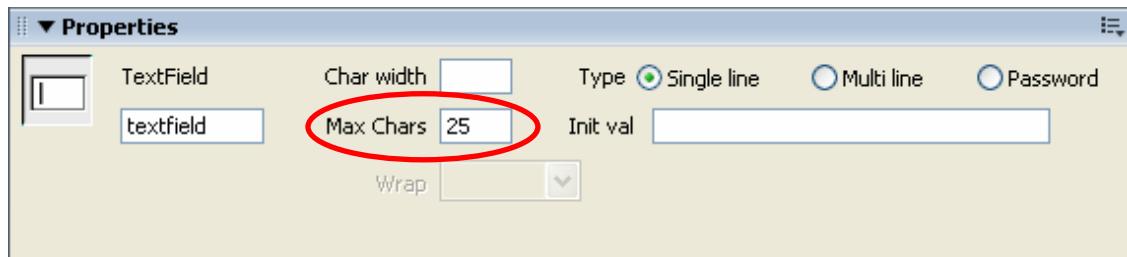 Properties
TextField Char width Type Single line Multi line Password
textfield Max Chars 25 Init val
Wrap